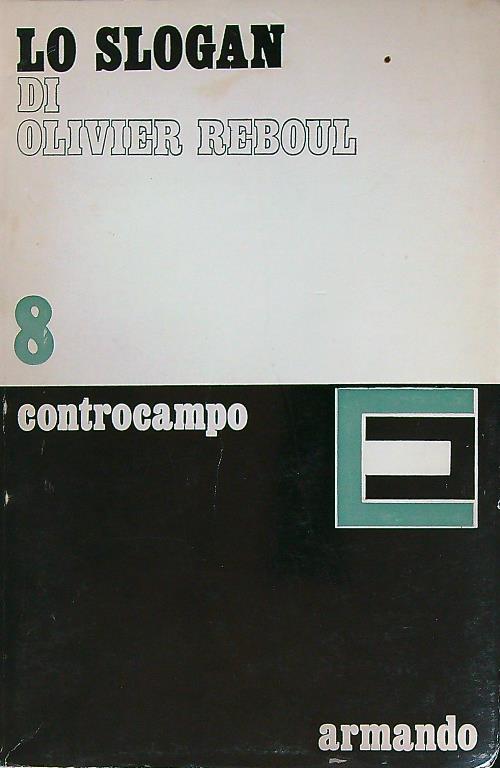 LO SLOGAN
DI
OLIVIER REBOUL
8
controcampo
armando